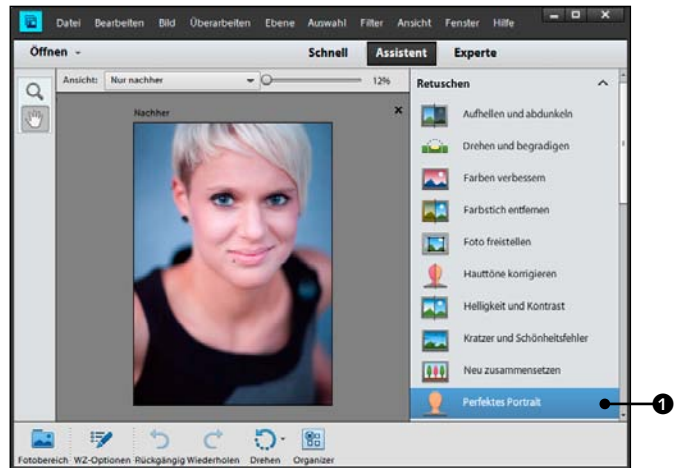 Datei Bearbeiten Bild Überarbeiten Ebene Auswahl Filter Ansicht Fenster Hilfe
Öffnen Schnell Assistent Experte
Ansicht: Nur nachher 12% Retuschen
Nachher
Aufhellen und abdunkeln
Drehen und begradigen
Farben verbessern
Farbstich entfernen
Foto freistellen
Hauttöne korrigieren
Helligkeit und Kontrast
Kratzer und Schönheitsfehler
Neu zusammensetzen
Perfektes Portrait 1
Fotobereich WZ-Optionen Rückgängig Wiederholen Drehen Organizer